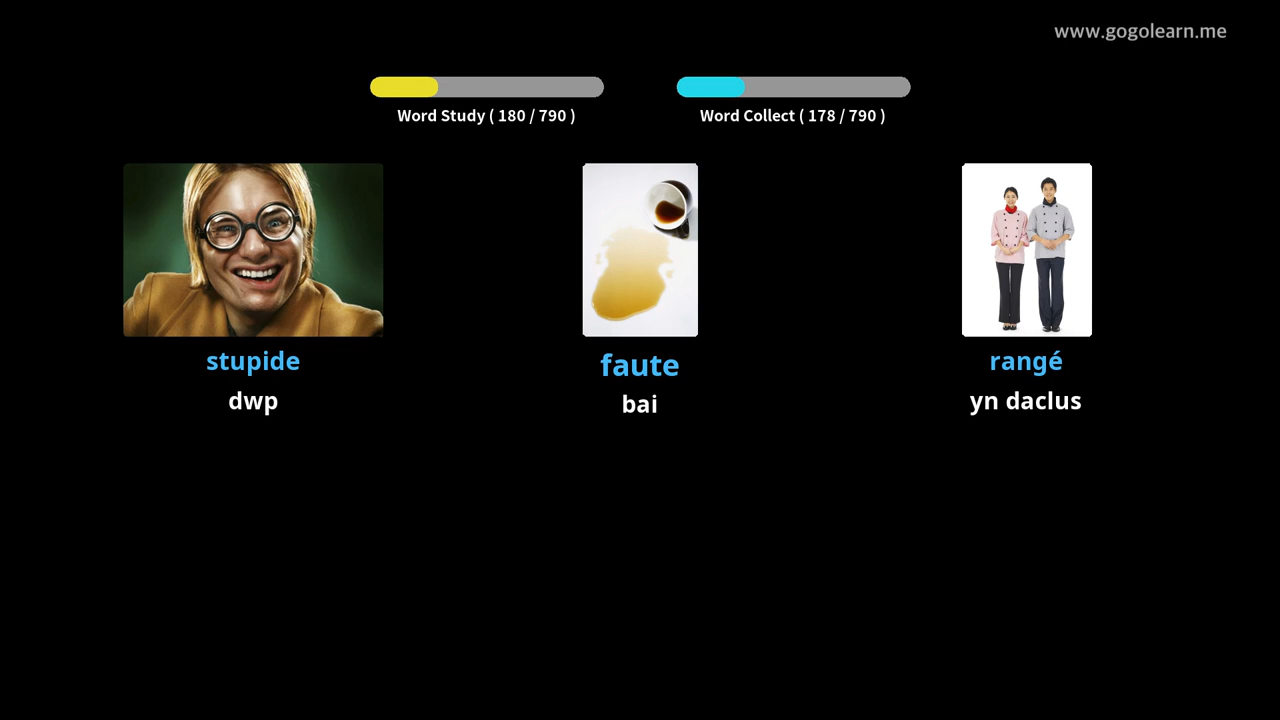 www.gogolearn.me
Word Study ( 180 / 790 )
Word Collect ( 178 / 790 )
stupide
dwp
faute
bai
rangé
yn daclus